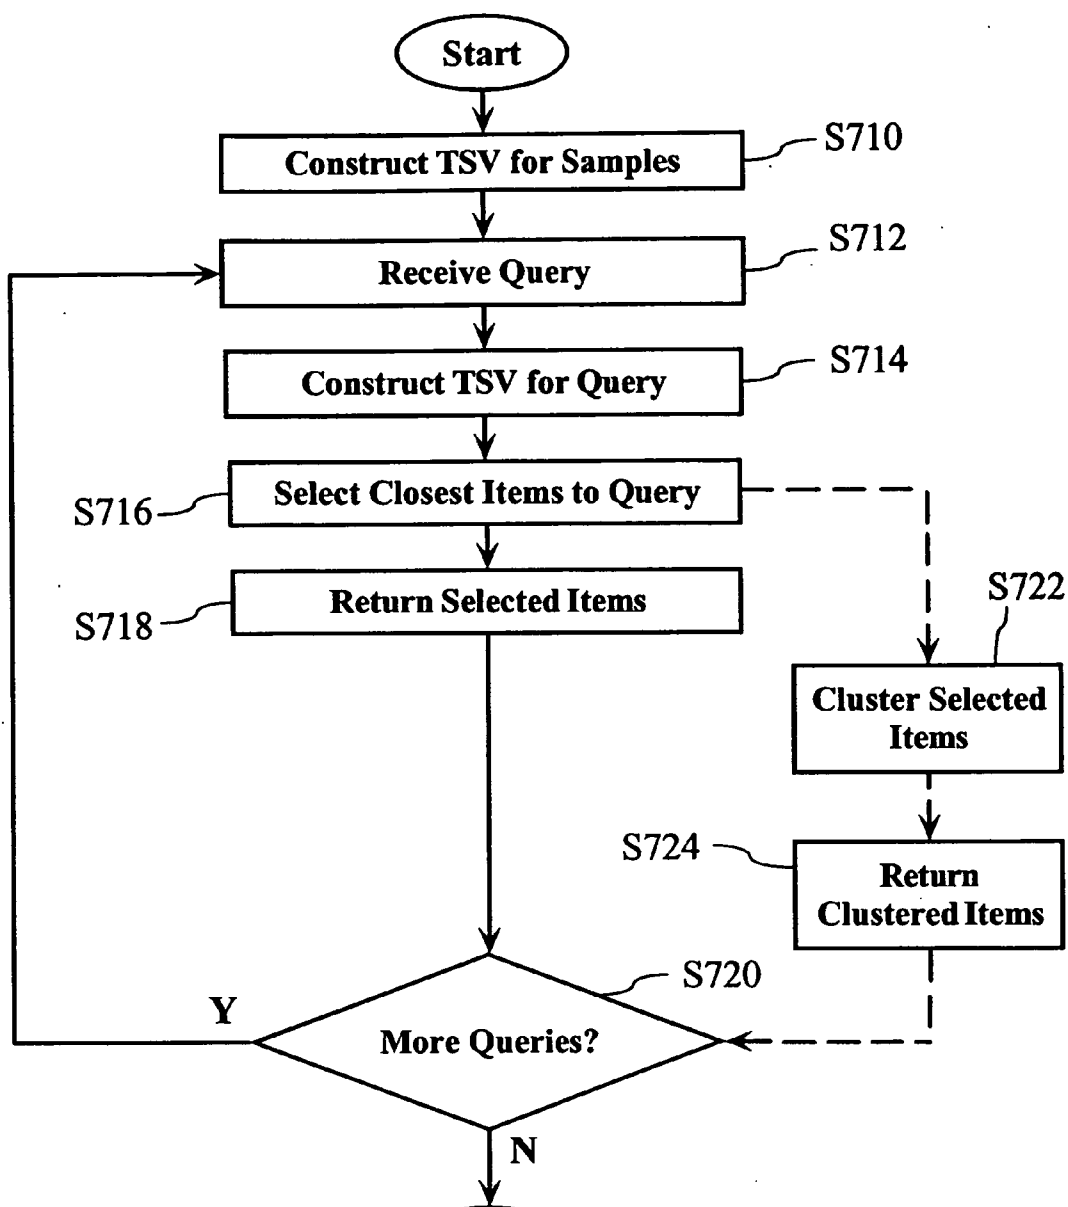 Start
S710
Construct TSV for Samples
S712
Receive Query
S714
Construct TSV for Query
S716
Select Closest Items to Query
S718
Return Selected Items
S722
Cluster Selected
Items
S724
Return
Clustered Items
S720
Y
More Queries?
N